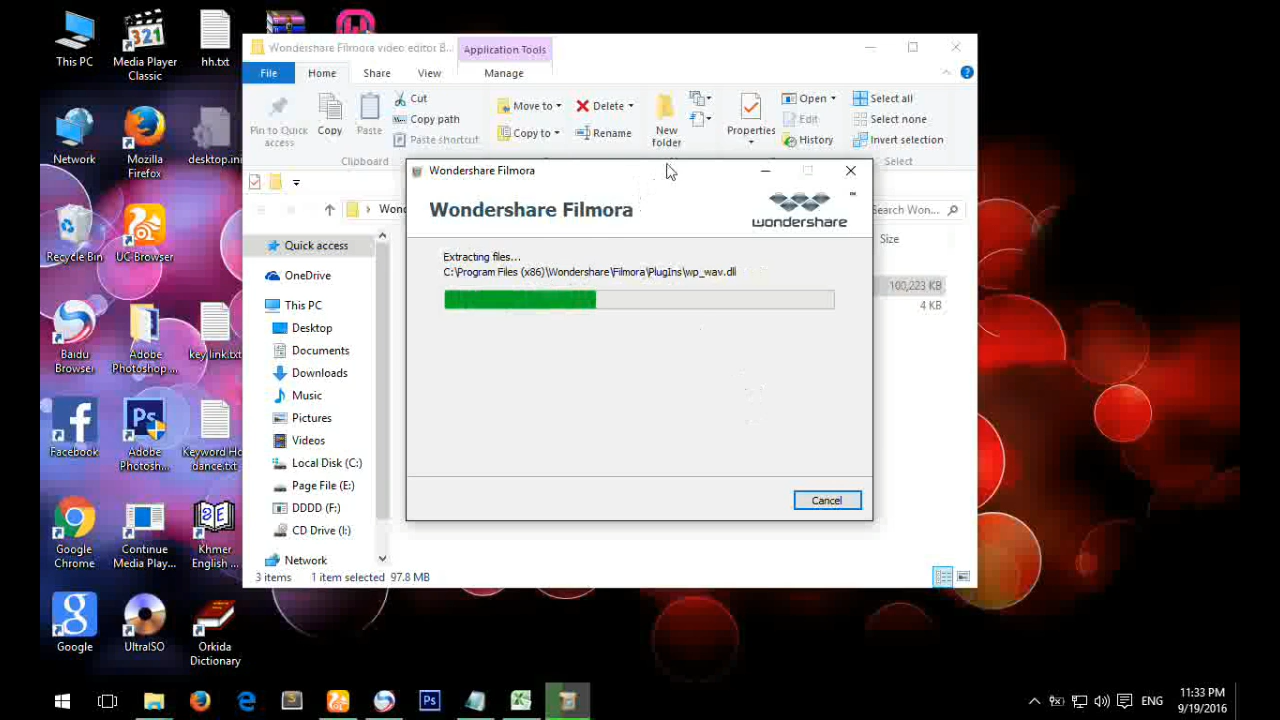 This PC
Media Player
Classic
hh.txt
Network
Mozilla
Firefox
desktop.ini
Recycle Bin
UC Browser
Baidu
Browser
Adobe
Photoshop ...
key link.txt
Facebook
Adobe
Photosh...
Keyword Ho
dance.txt
Google
Chrome
Continue
Media Play...
Khmer
English ...
Google
UltraISO
Orkida
Dictionary
Wondershare Filmora video editor B...
Application Tools
File
Home
Share
View
Manage
Pin to Quick
access
Copy
Paste
Cut
Copy path
Paste shortcut
Clipboard
Move to
Copy to
Delete
Rename
New
folder
Properties
Open
Edit
History
Select all
Select none
Invert selection
Select
Won
Search Won...
Size
100,223 KB
4 KB
Quick access
OneDrive
This PC
Desktop
Documents
Downloads
Music
Pictures
Videos
Local Disk (C:)
Page File (E:)
DDDD (F:)
CD Drive (I:)
Network
3 items 1 item selected 97.8 MB
Wondershare Filmora
Wondershare Filmora
wondershare ™
Extracting files...
C:\Program Files (x86)\Wondershare\Filmora\PlugIns\wp_wav.dll
Cancel
ENG
11:33 PM
9/19/2016